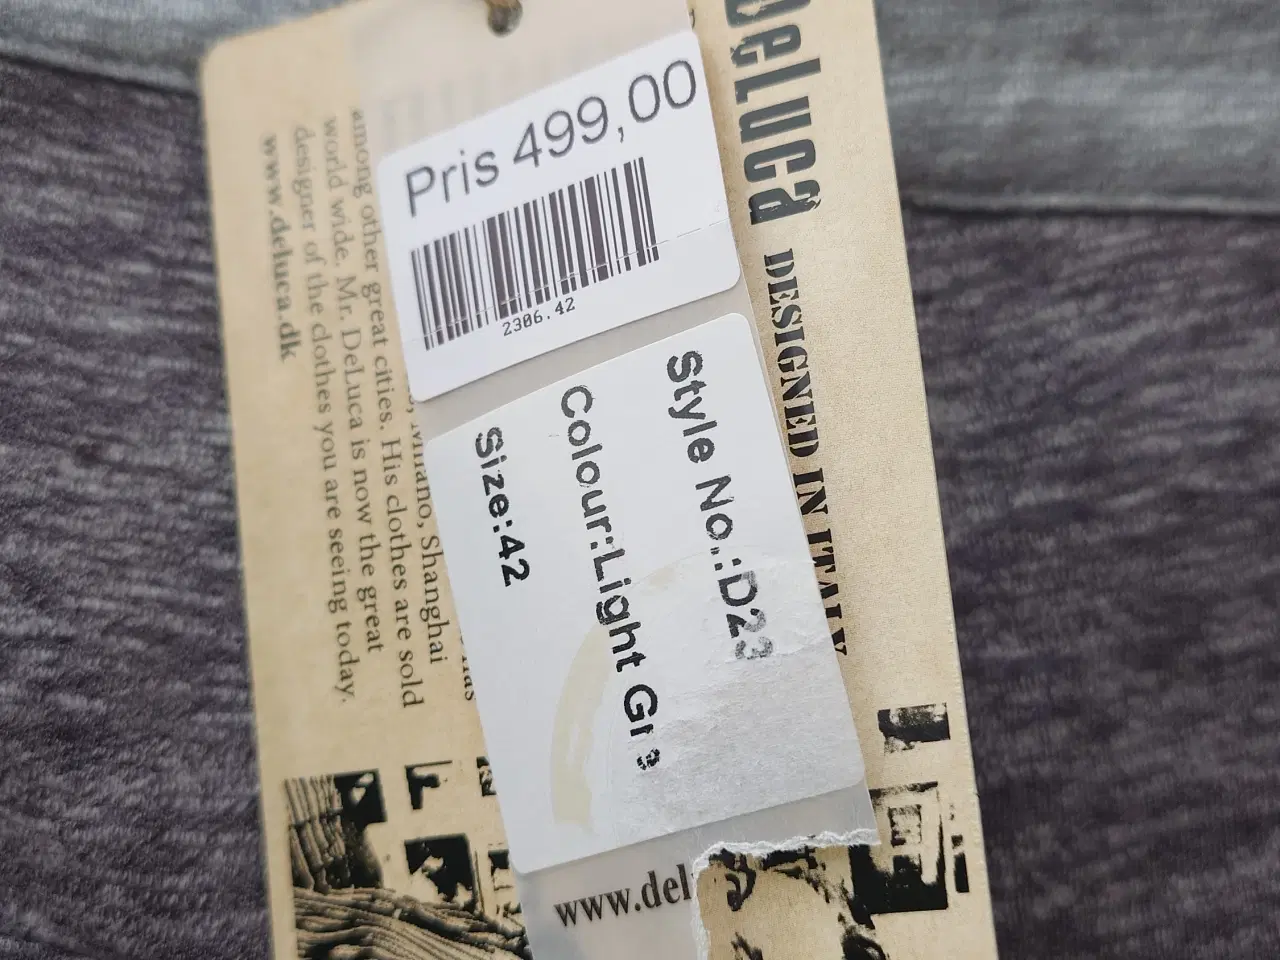 Pris 499,00
2306.42
Style No.:D23
Colour:Light Gr
Size:42
Deluca
DESIGNED IN ITALY
Milano, Shanghai
among other great cities. His clothes are sold
world wide. Mr. DeLuca is now the great
designer of the clothes you are seeing today.
www.deluca.dk
www.del